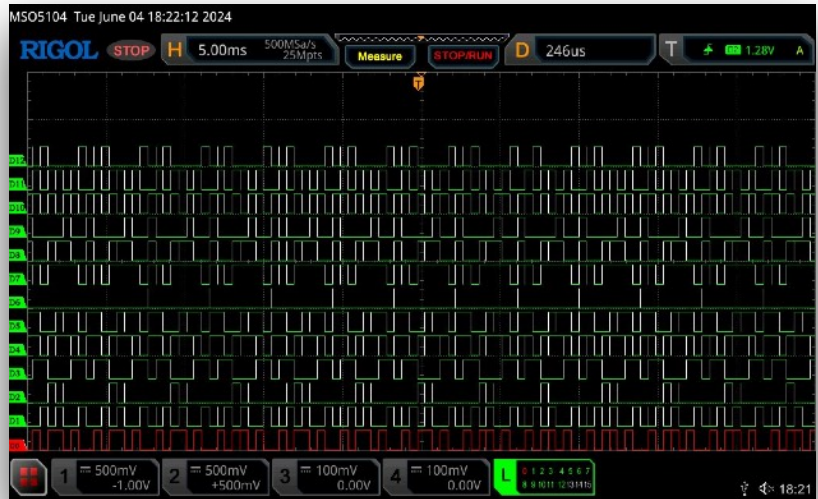 MSO5104 Tue June 04 18:22:12 2024
RIGOL STOP H 5.00ms 500MSa/s 25Mpts Measure STOP/RUN D 246us T 1.28V A
T
D12
D11
D10
D9
D8
D7
D6
D5
D4
D3
D2
D1
1 500mV -1.00V 2 500mV +500mV 3 100mV 0.00V 4 100mV 0.00V L 0 1 2 3 4 5 6 7
8 9 10 11 12 13 14 15
18:21